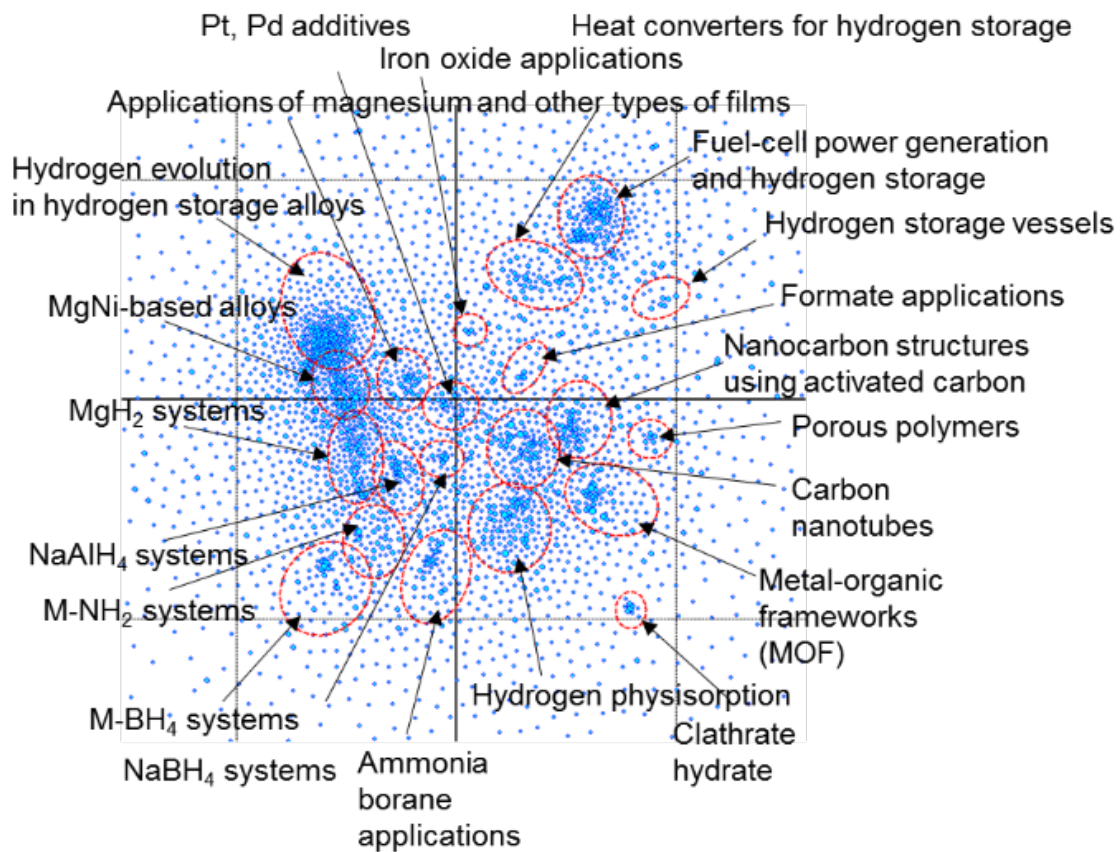 Pt, Pd additives
Heat converters for hydrogen storage
Iron oxide applications
Applications of magnesium and other types of films
Fuel-cell power generation
and hydrogen storage
Hydrogen evolution
in hydrogen storage alloys
Hydrogen storage vessels
MgNi-based alloys
Formate applications
Nanocarbon structures
using activated carbon
MgH₂ systems
Porous polymers
Carbon
nanotubes
NaAlH₄ systems
Metal-organic
frameworks
(MOF)
M-NH₂ systems
Hydrogen physisorption
M-BH₄ systems
Clathrate
hydrate
NaBH₄ systems
Ammonia
borane
applications